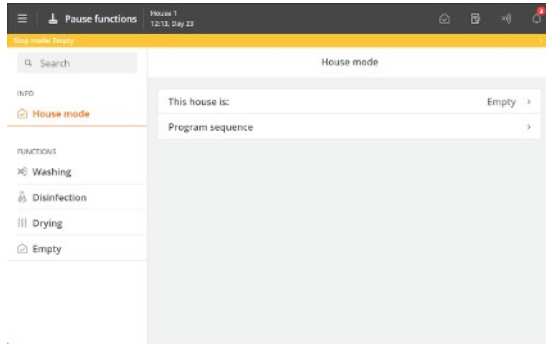 Pause functions
House 1
12:13, Day 23
Stop mode: Empty
Search
House mode
INFO
House mode
This house is: Empty
Program sequence
FUNCTIONS
Washing
Disinfection
Drying
Empty